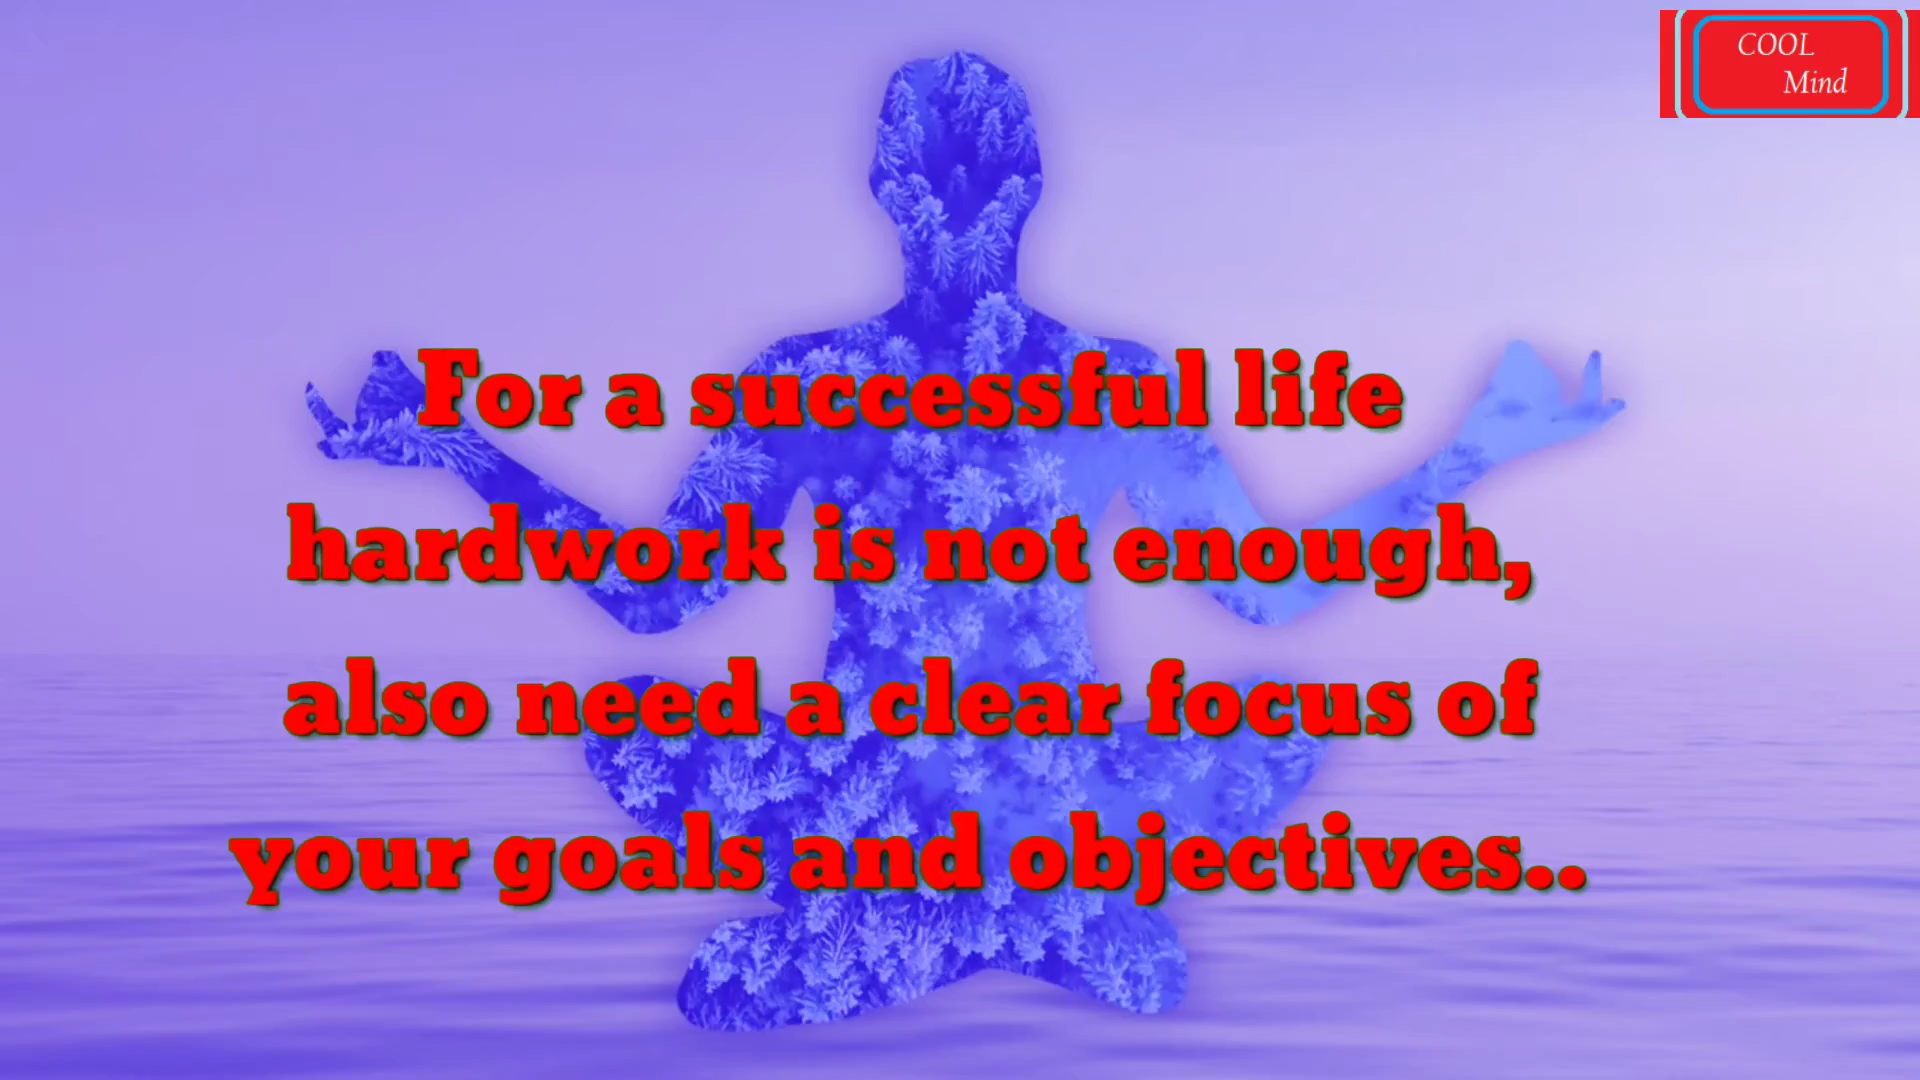 COOL
Mind
For a successful life
hardwork is not enough,
also need a clear focus of
your goals and objectives..